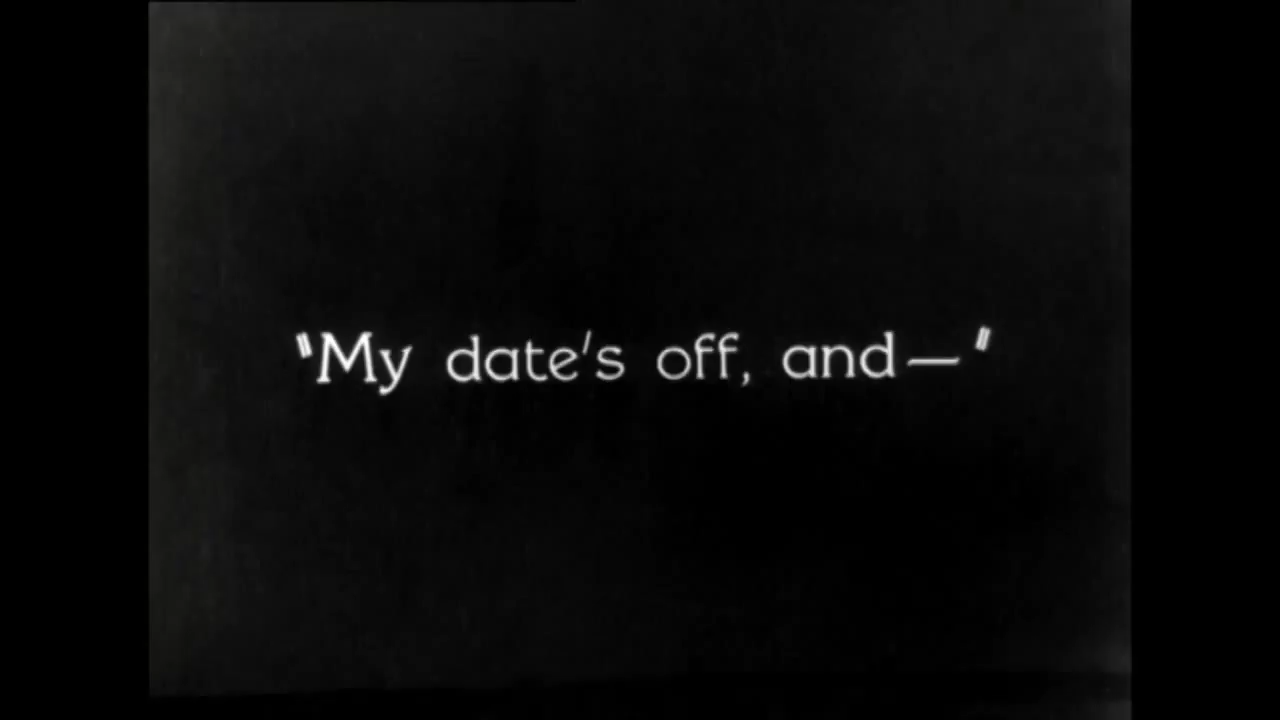 "My date's off, and—"